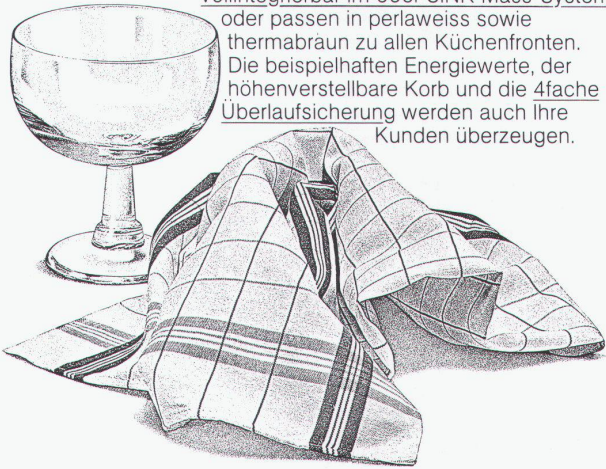 oder passen in perlaweiss sowie
thermabraun zu allen Küchenfronten.
Die beispielhaften Energiewerte, der
höhenverstellbare Korb und die 4fache
Überlaufsicherung werden auch Ihre
Kunden überzeugen.